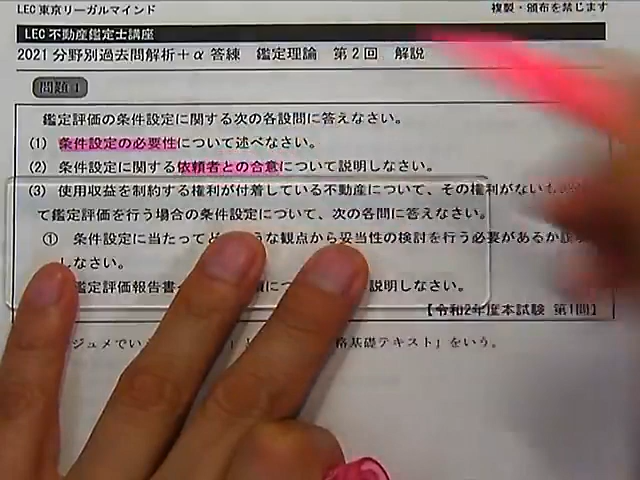 LEC東京リーガルマインド
複製・頒布を禁じます
LEC不動産鑑定士講座
2021 分野別過去問解析+α 答練 鑑定理論 第2回 解説
問題1
鑑定評価の条件設定に関する次の各設問に答えなさい。
(1) 条件設定の必要性について述べなさい。
(2) 条件設定に関する依頼者との合意について説明しなさい。
(3) 使用収益を制約する権利が付着している不動産について、その権利がないも
て鑑定評価を行う場合の条件設定について、次の各問に答えなさい。
① 条件設定に当たってど うな観点から妥当性の検討を行う必要があるか
しなさい。
鑑定評価報告書 説明しなさい。
【令和2年度本試験 第1問】
ジュメでい 格基礎テキスト」をいう。